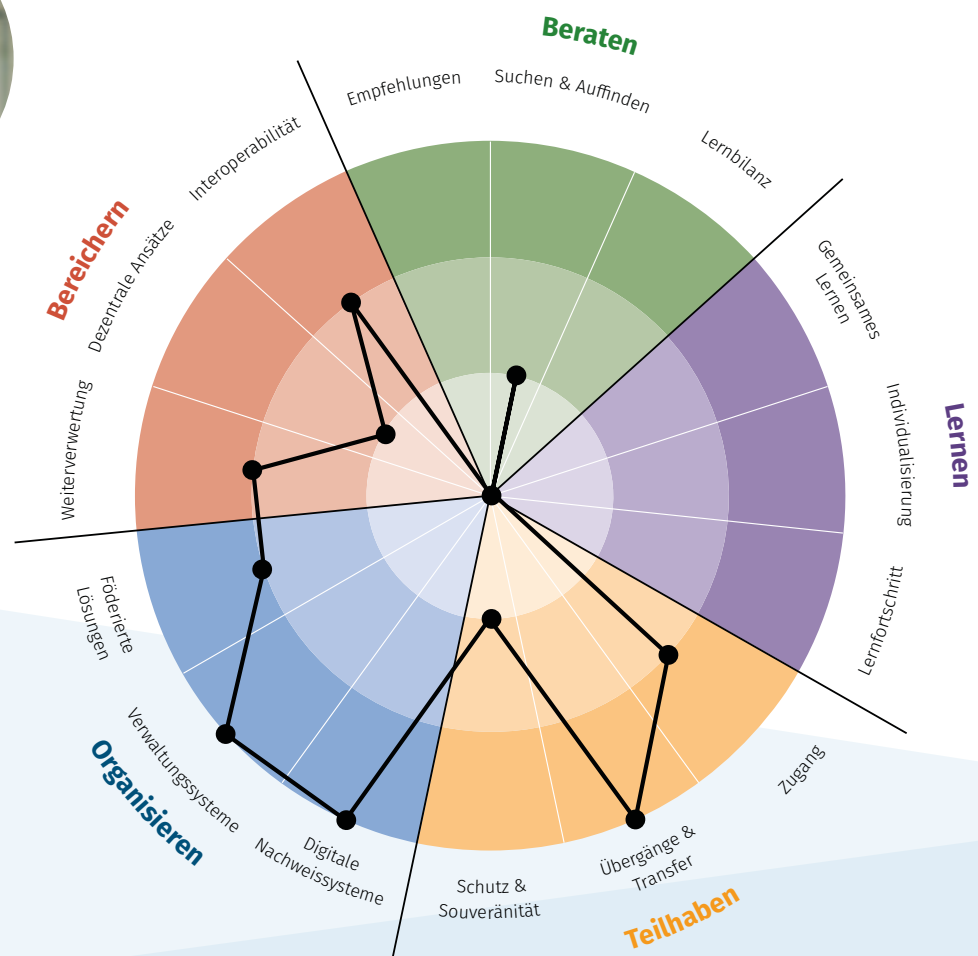 Beraten
Empfehlungen
Suchen & Auffinden
Lernbilanz
Lernen
Gemeinsames
Lernen
Individualisierung
Lernfortschritt
Teilhaben
Zugang
Übergänge &
Transfer
Schutz &
Souveränität
Organisieren
Digitale
Nachweissysteme
Verwaltungssysteme
Föderierte
Lösungen
Bereichern
Weiterverwertung
Dezentrale Ansätze
Interoperabilität